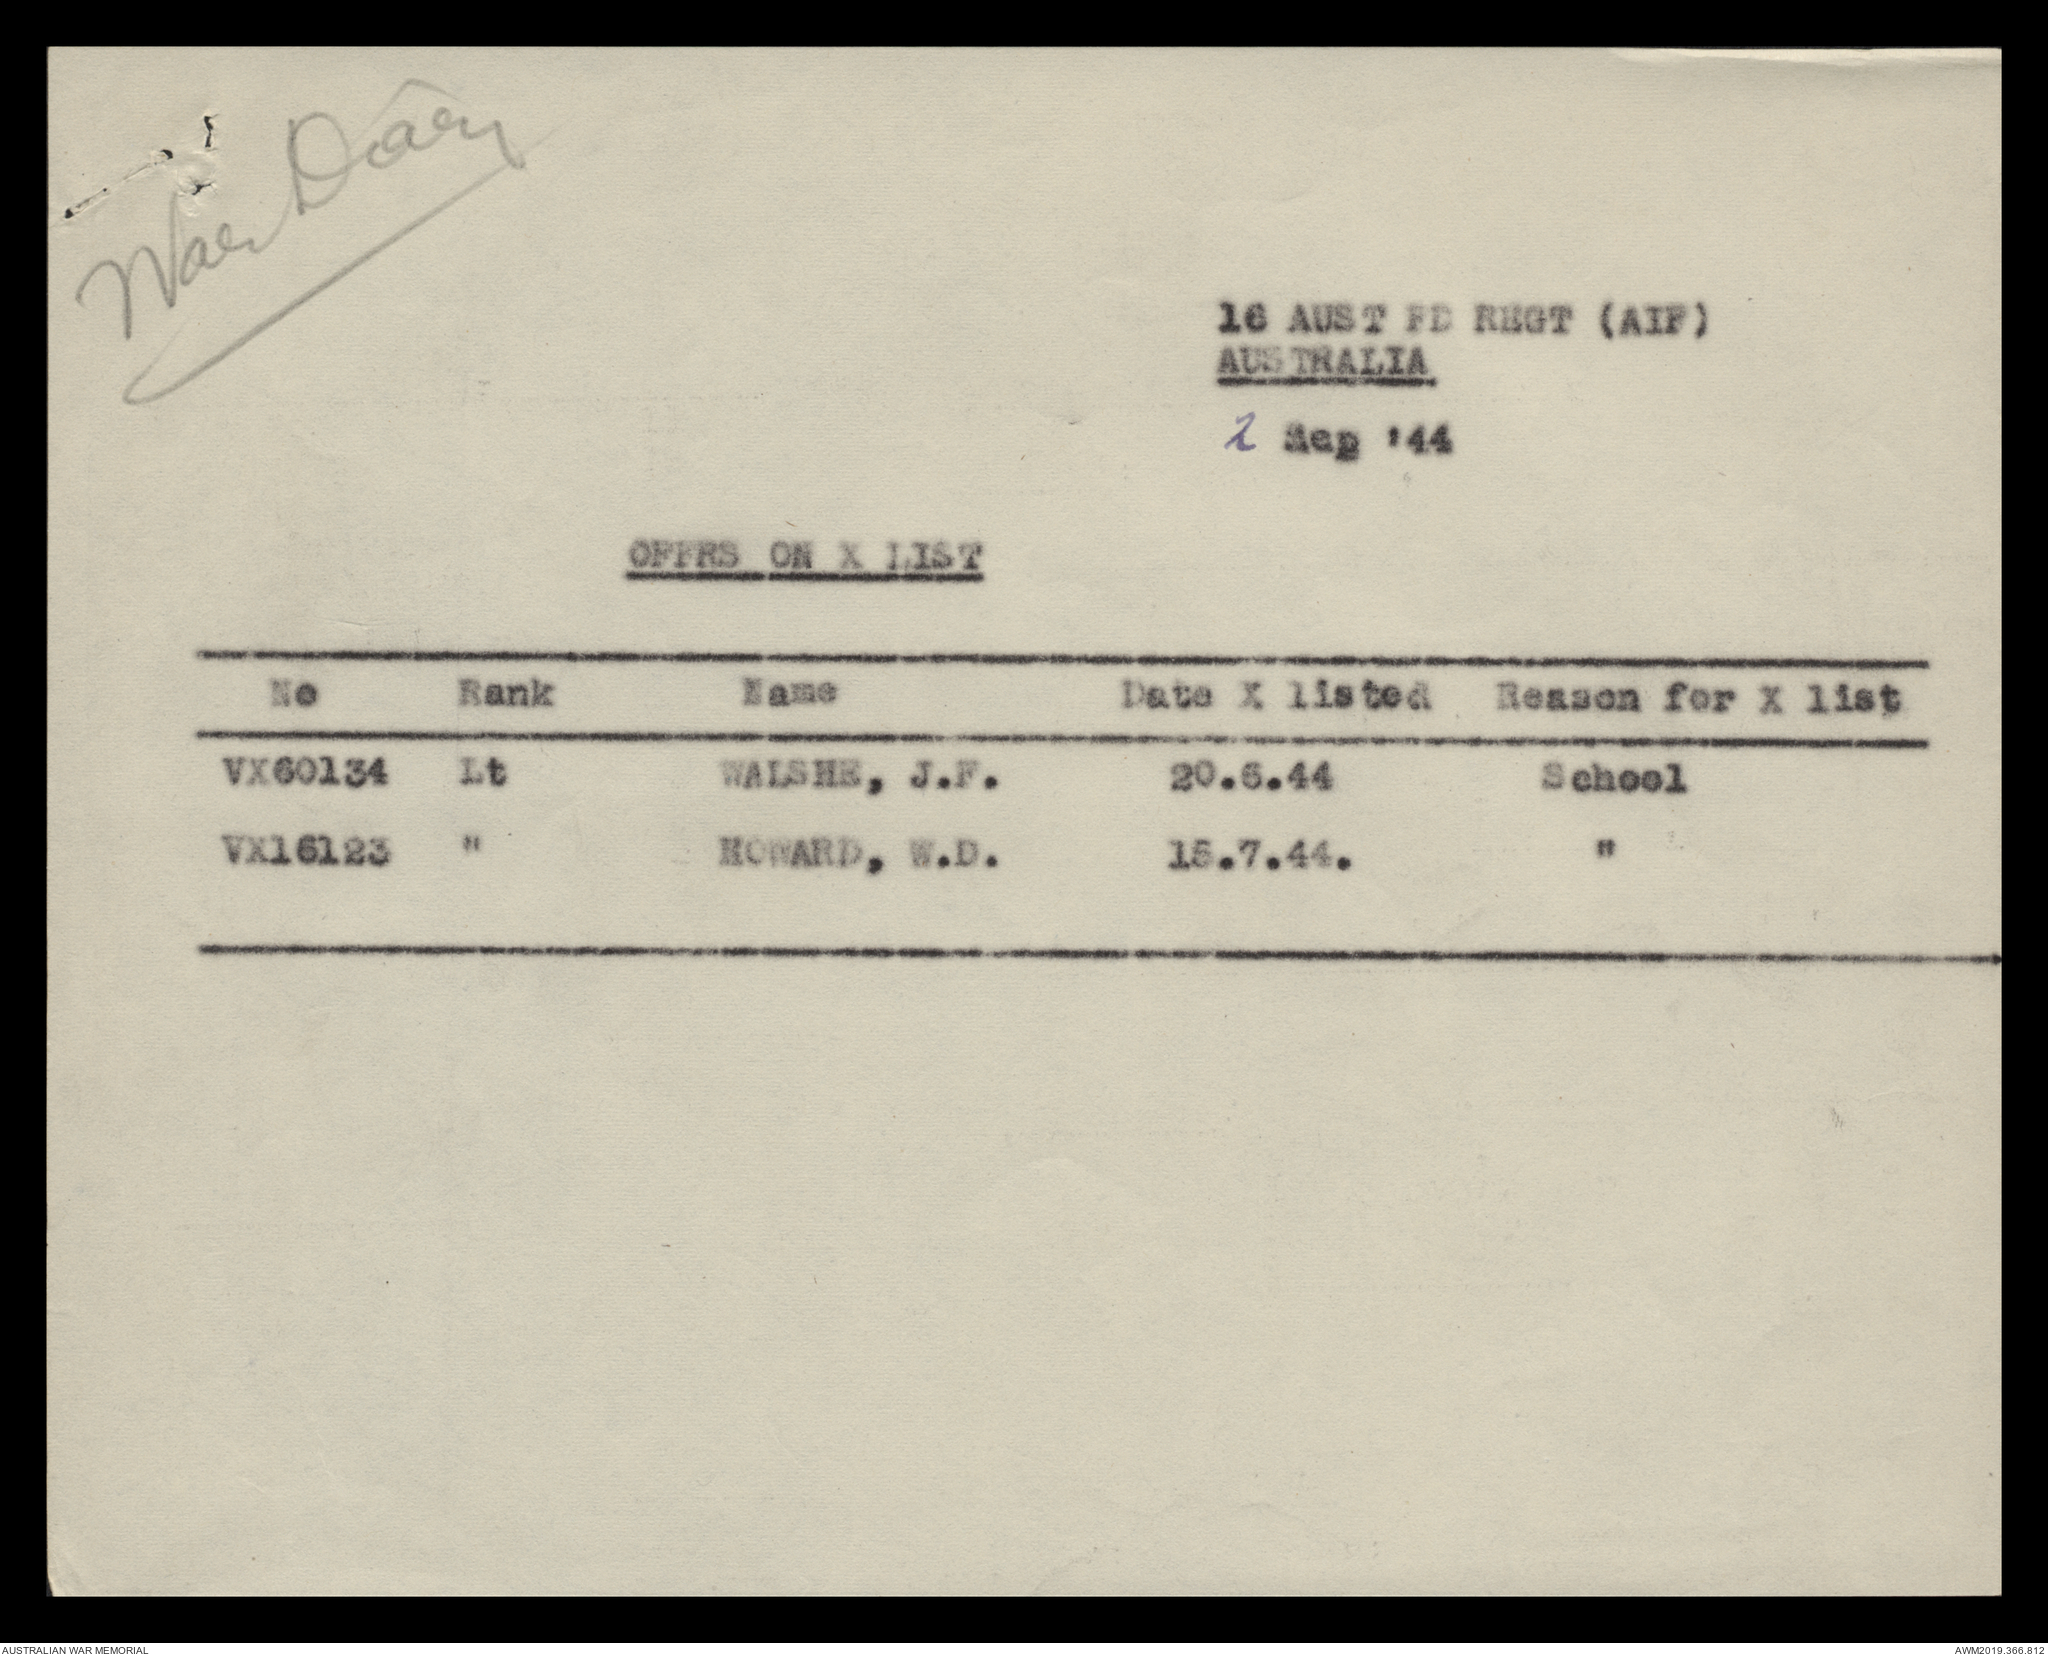 War Diary
16 AUST FD REGT (AIF)
AUSTRALIA
2 Sep '44
OFFRS ON X LIST
No Rank Name Date X listed Reason for X list
VX60134 Lt WALSHE, J.F. 20.6.44 School
VX16123 " HOWARD, W.D. 15.7.44. "
AUSTRALIAN WAR MEMORIAL AWM2019.366.812